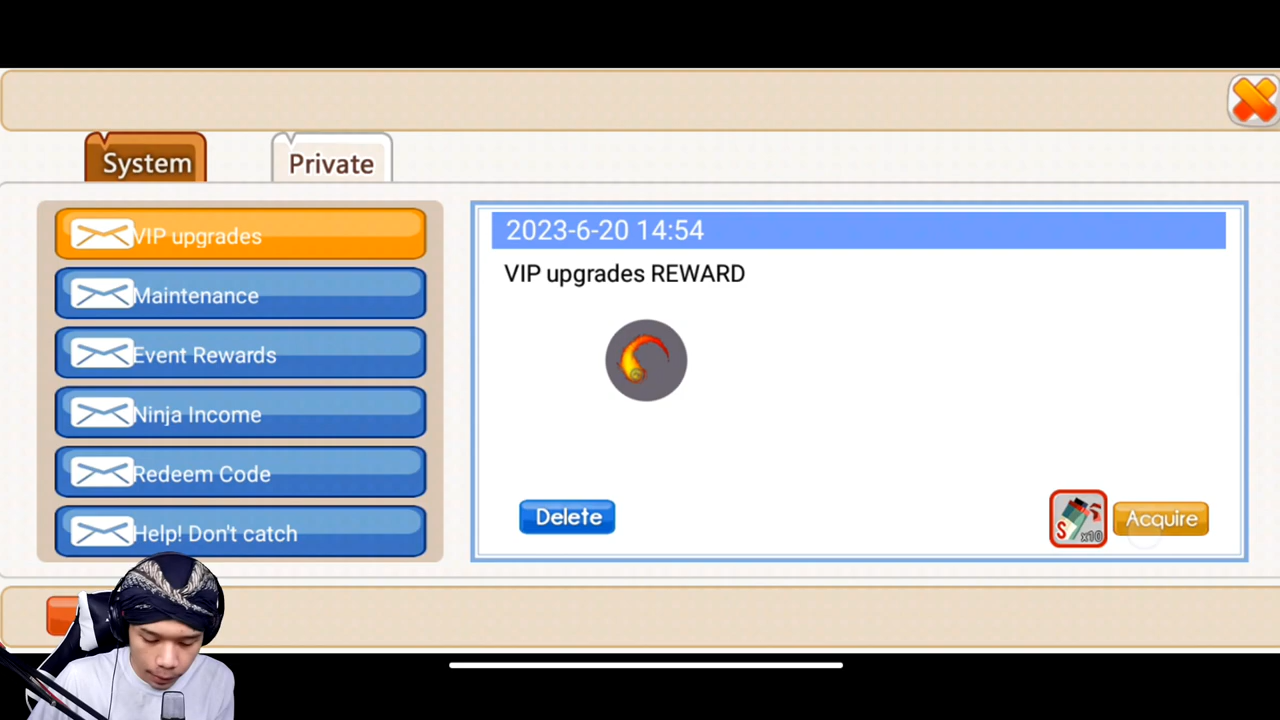 System
Private
VIP upgrades
Maintenance
Event Rewards
Ninja Income
Redeem Code
Help! Don't catch
2023-6-20 14:54
VIP upgrades REWARD
Delete
S
x10
Acquire